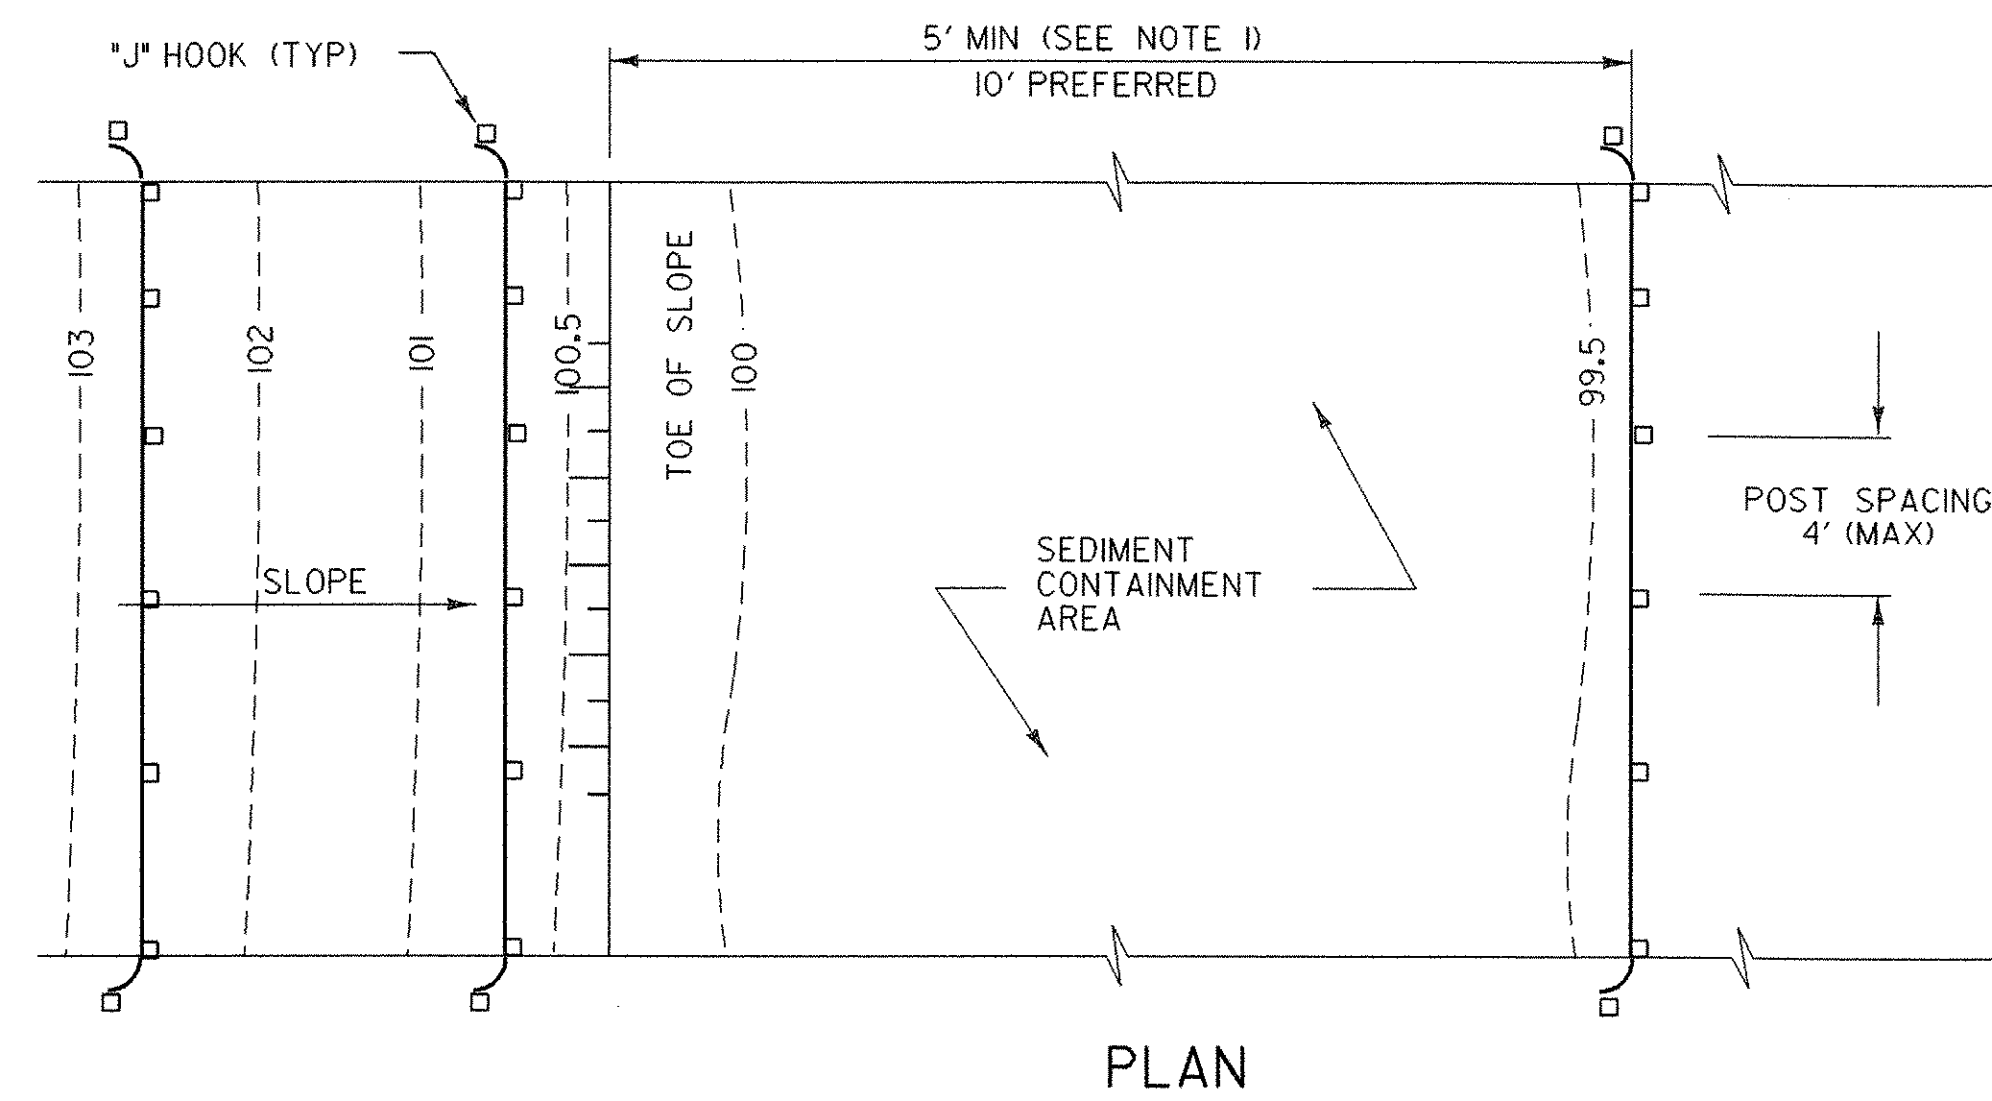 5' MIN (SEE NOTE 1)
"J" HOOK (TYP)
10' PREFERRED
103
102
101
100.5
TOE OF SLOPE
100
99.5
POST SPACING
4' (MAX)
SLOPE
SEDIMENT
CONTAINMENT
AREA
PLAN